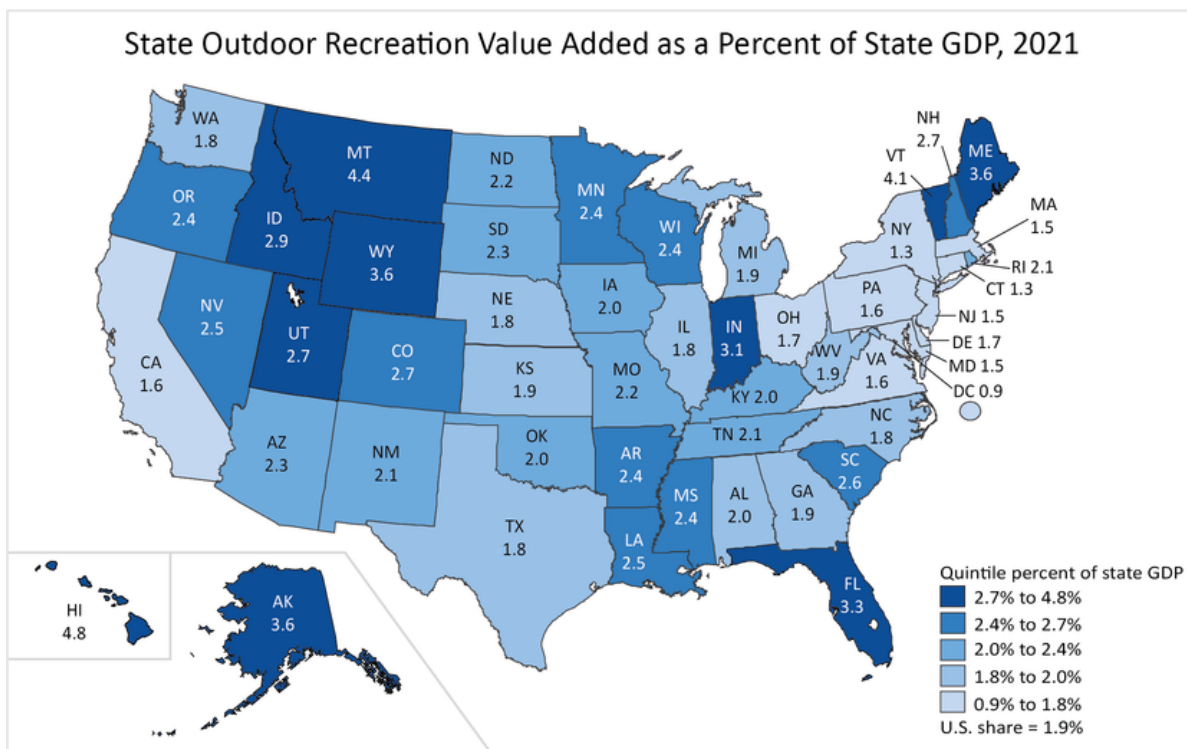 State Outdoor Recreation Value Added as a Percent of State GDP, 2021
WA
1.8
OR
2.4
CA
1.6
NV
2.5
ID
2.9
MT
4.4
WY
3.6
UT
2.7
CO
2.7
AZ
2.3
NM
2.1
ND
2.2
SD
2.3
NE
1.8
KS
1.9
OK
2.0
TX
1.8
MN
2.4
IA
2.0
MO
2.2
AR
2.4
LA
2.5
WI
2.4
IL
1.8
MS
2.4
MI
1.9
IN
3.1
OH
1.7
KY 2.0
TN 2.1
AL
2.0
GA
1.9
FL
3.3
SC
2.6
NC
1.8
VA
1.6
WV
1.9
PA
1.6
NY
1.3
VT
4.1
NH
2.7
ME
3.6
MA
1.5
RI 2.1
CT 1.3
NJ 1.5
DE 1.7
MD 1.5
DC 0.9
HI
4.8
AK
3.6
Quintile percent of state GDP
2.7% to 4.8%
2.4% to 2.7%
2.0% to 2.4%
1.8% to 2.0%
0.9% to 1.8%
U.S. share = 1.9%